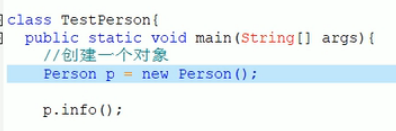 class TestPerson{
public static void main(String[] args){
//创建一个对象
Person p = new Person();
p.info();